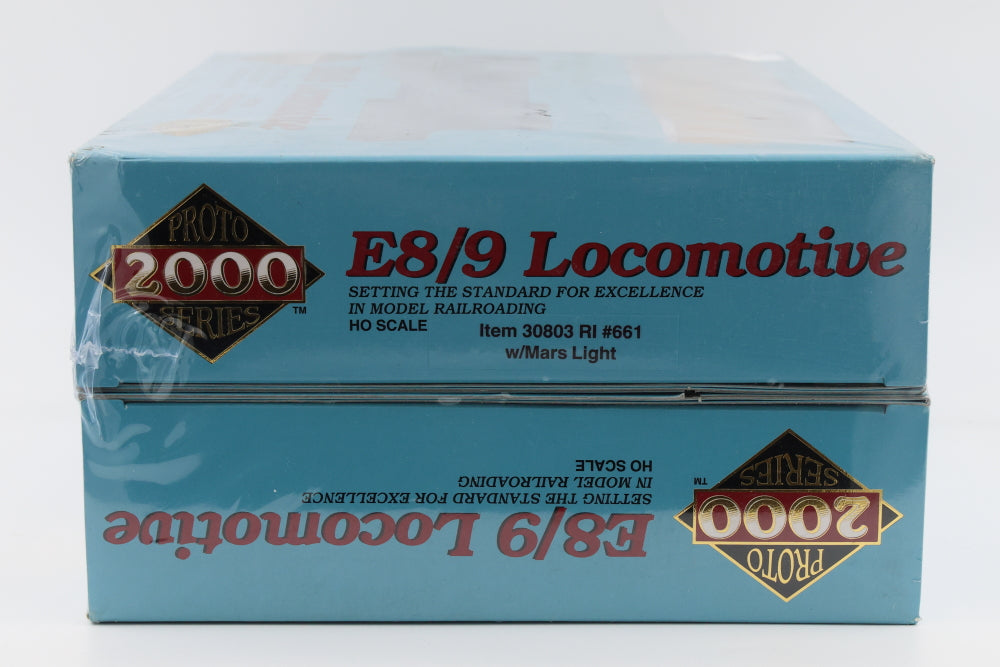 PROTO
2000
SERIES
™
E8/9 Locomotive
SETTING THE STANDARD FOR EXCELLENCE
IN MODEL RAILROADING
HO SCALE
Item 30803 RI #661
w/Mars Light
PROTO
2000
SERIES
™
E8/9 Locomotive
SETTING THE STANDARD FOR EXCELLENCE
IN MODEL RAILROADING
HO SCALE